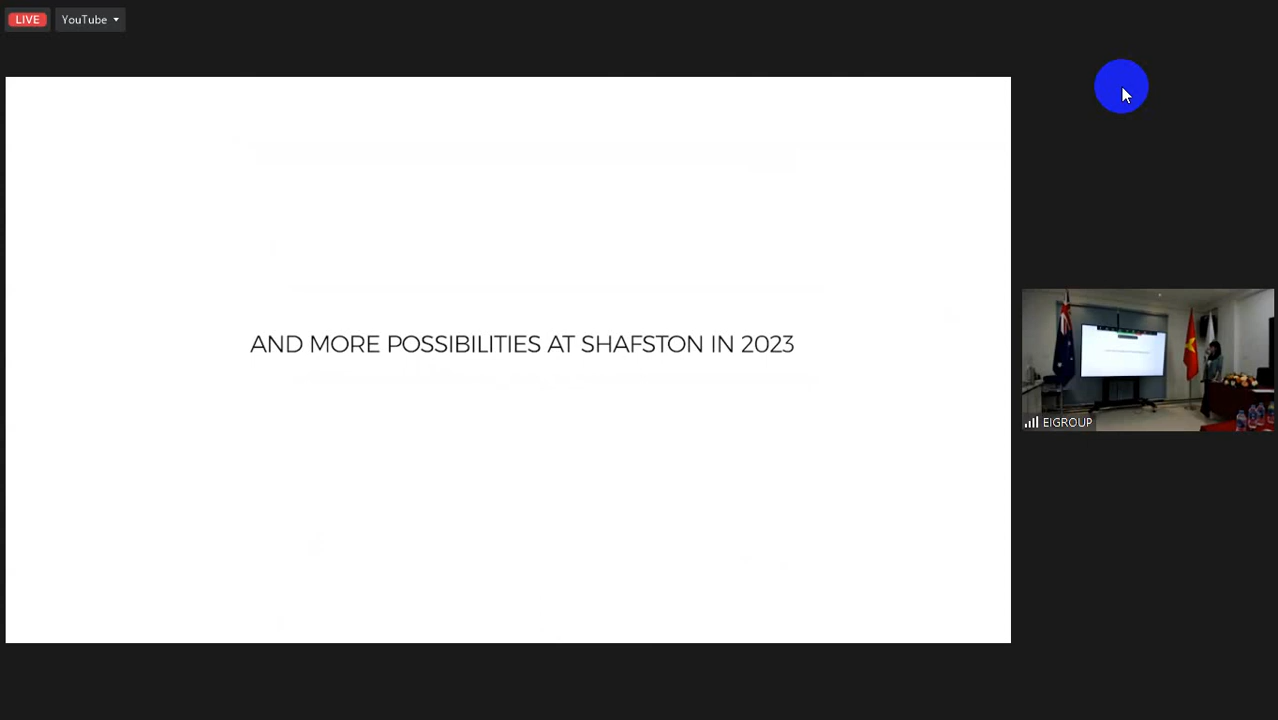 LIVE
YouTube
AND MORE POSSIBILITIES AT SHAFSTON IN 2023
EIGROUP